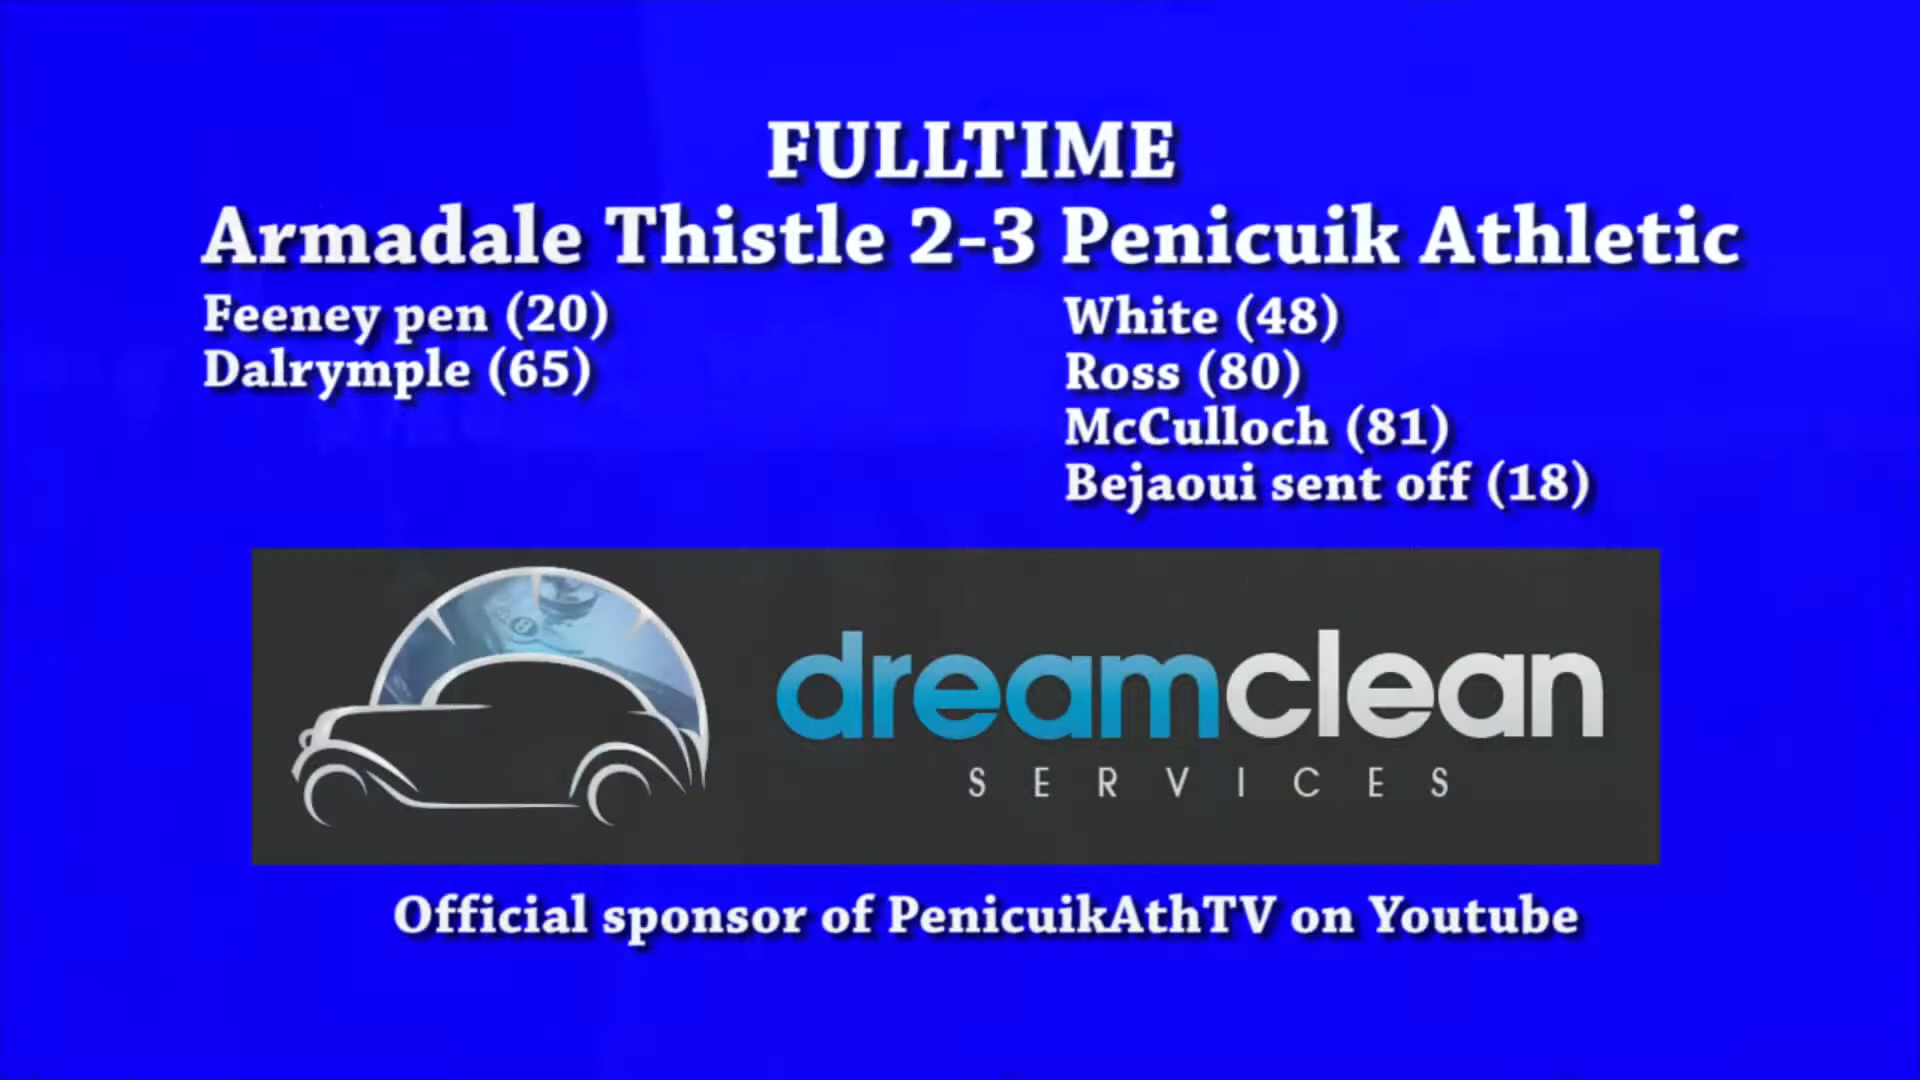 FULLTIME
Armadale Thistle 2-3 Penicuik Athletic
Feeney pen (20)
Dalrymple (65)
White (48)
Ross (80)
McCulloch (81)
Bejaoui sent off (18)
dreamclean
SERVICES
Official sponsor of PenicuikAthTV on Youtube